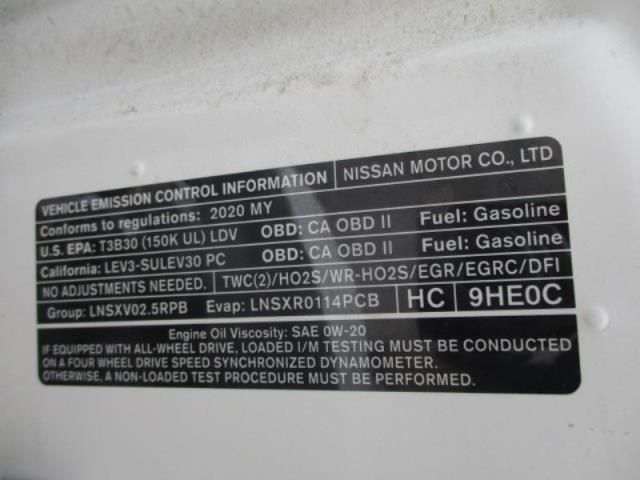 VEHICLE EMISSION CONTROL INFORMATION NISSAN MOTOR CO., LTD
Conforms to regulations: 2020 MY
U.S. EPA: T3B30 (150K UL) LDV OBD: CA OBD II Fuel: Gasoline
California: LEV3-SULEV30 PC OBD: CA OBD II Fuel: Gasoline
NO ADJUSTMENTS NEEDED. TWC(2)/HO2S/WR-HO2S/EGR/EGRC/DFI
Group: LNSXV02.5RPB Evap: LNSXR0114PCB HC 9HE0C
Engine Oil Viscosity: SAE 0W-20
IF EQUIPPED WITH ALL-WHEEL DRIVE, LOADED I/M TESTING MUST BE CONDUCTED
ON A FOUR WHEEL DRIVE SPEED SYNCHRONIZED DYNAMOMETER.
OTHERWISE, A NON-LOADED TEST PROCEDURE MUST BE PERFORMED.